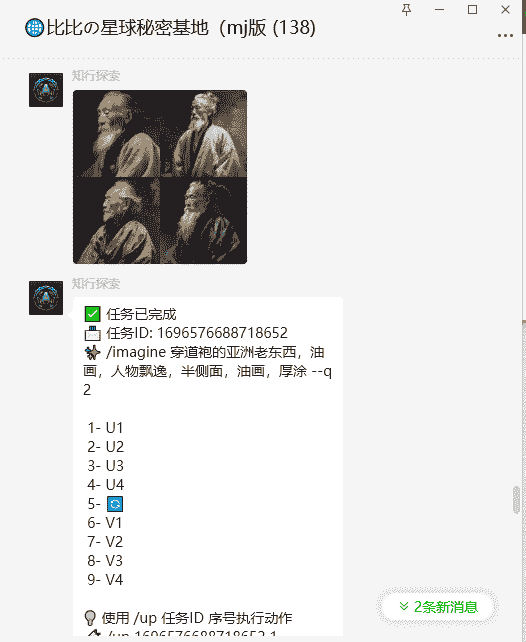 比比の星球秘密基地（mj版 (138)
知行探索
知行探索
任务已完成
任务ID: 1696576688718652
/imagine 穿道袍的亚洲老东西，油
画，人物飘逸，半侧面，油画，厚涂 --q
2
1- U1
2- U2
3- U3
4- U4
5-
6- V1
7- V2
8- V3
9- V4
使用 /up 任务ID 序号执行动作
/up 1696576688718652 1
2条新消息